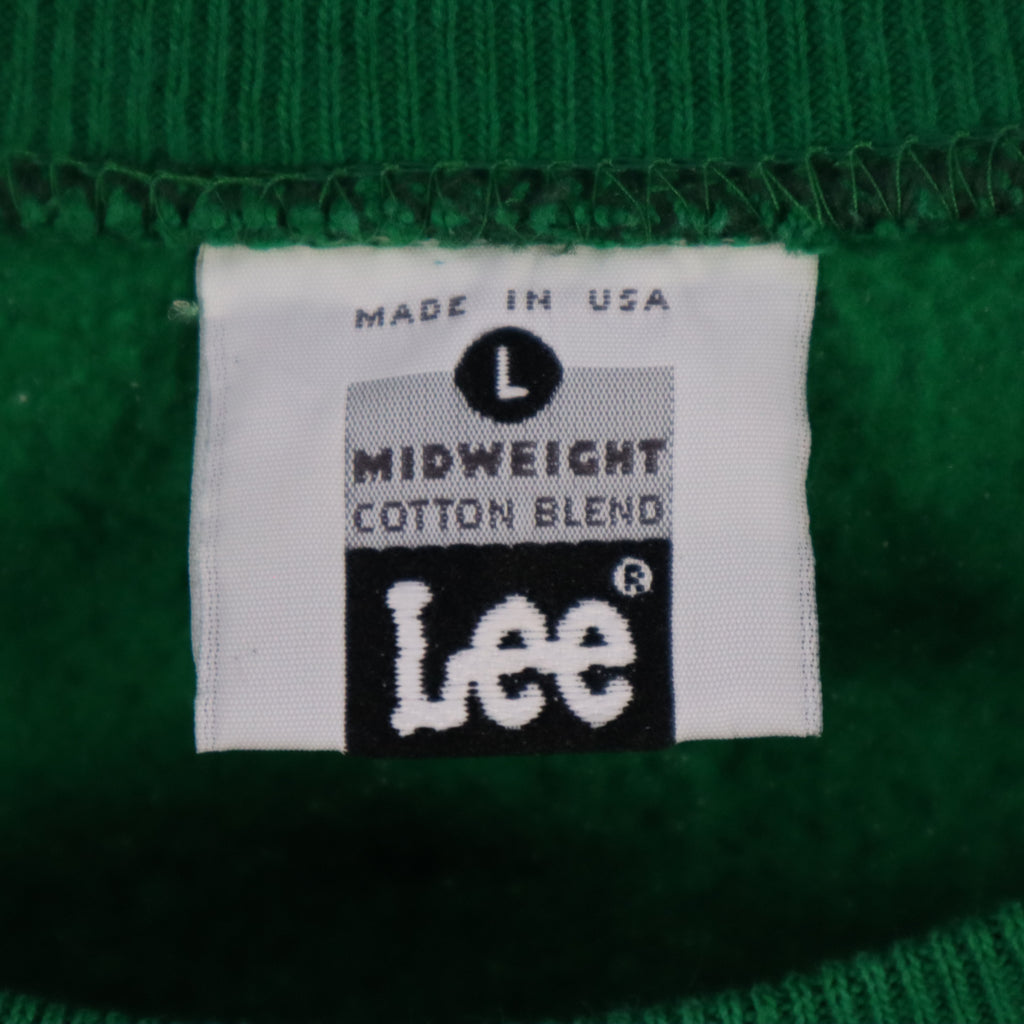 MADE IN USA
L
MIDWEIGHT
COTTON BLEND
Lee®